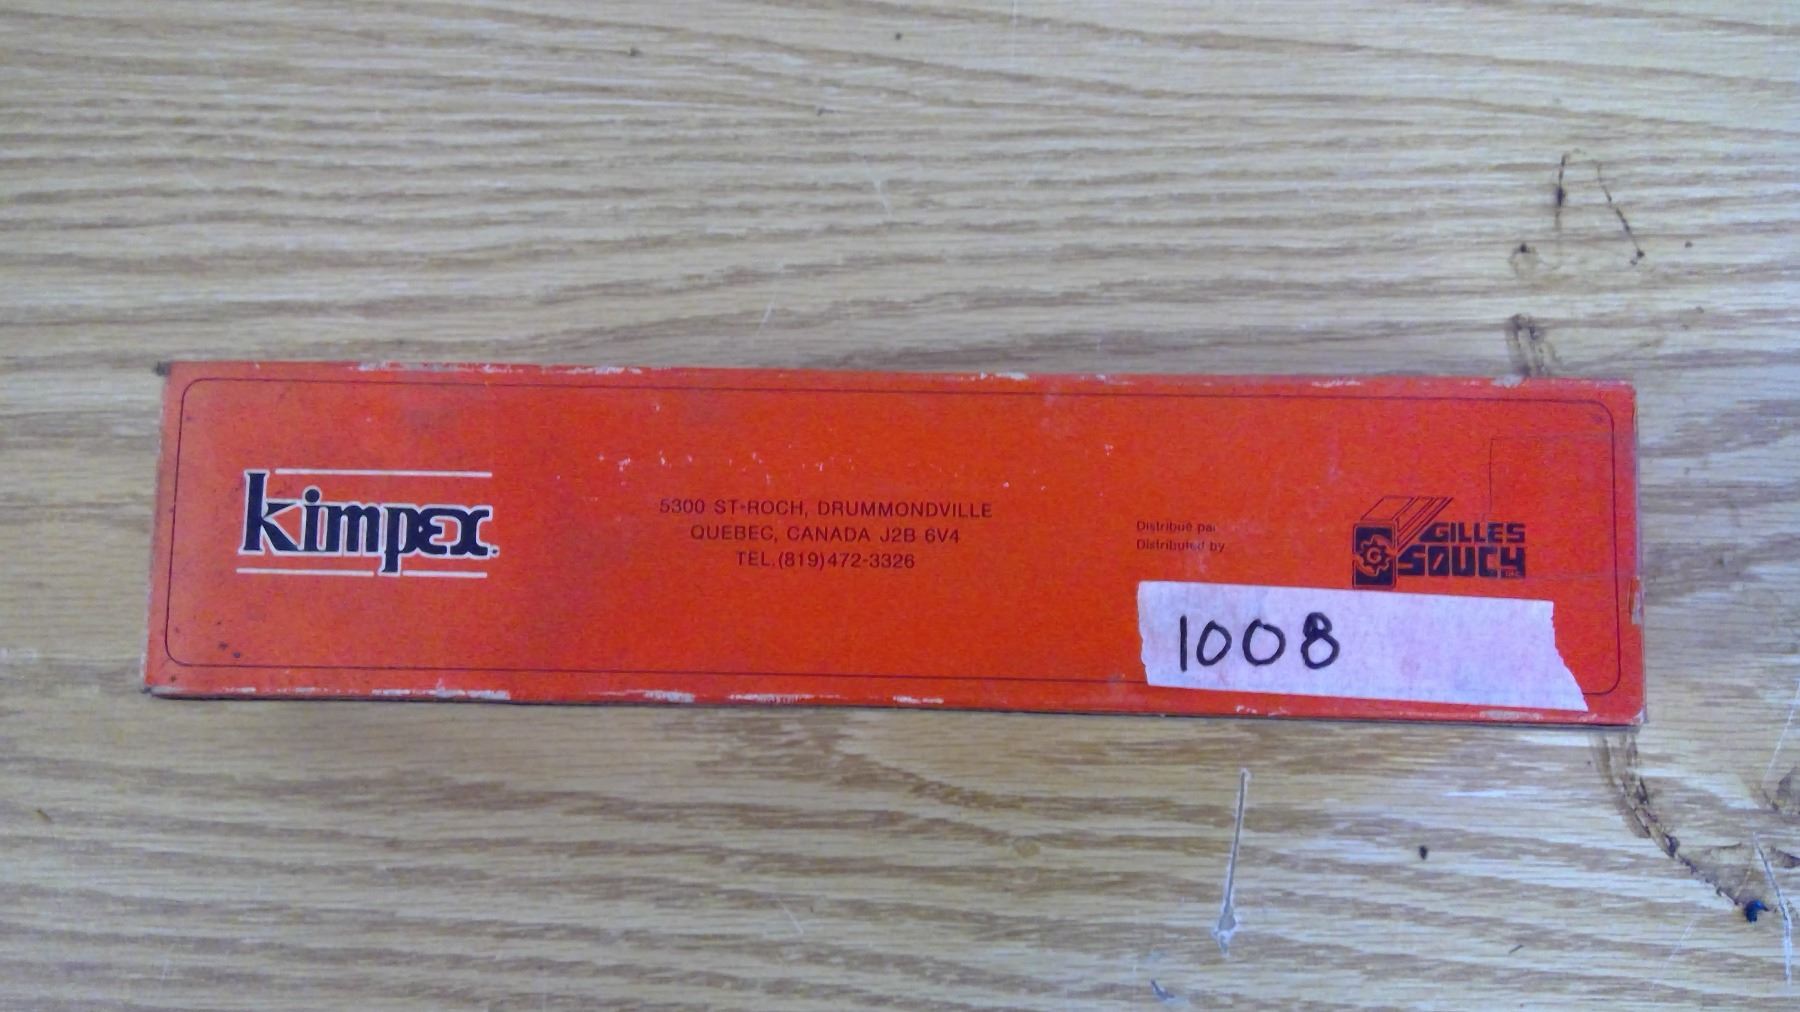 kimpex
5300 ST-ROCH, DRUMMONDVILLE
QUEBEC, CANADA J2B 6V4
TEL.(819)472-3326
Distribué par
Distributed by
G
GILLES
SOUCY
INC.
1008